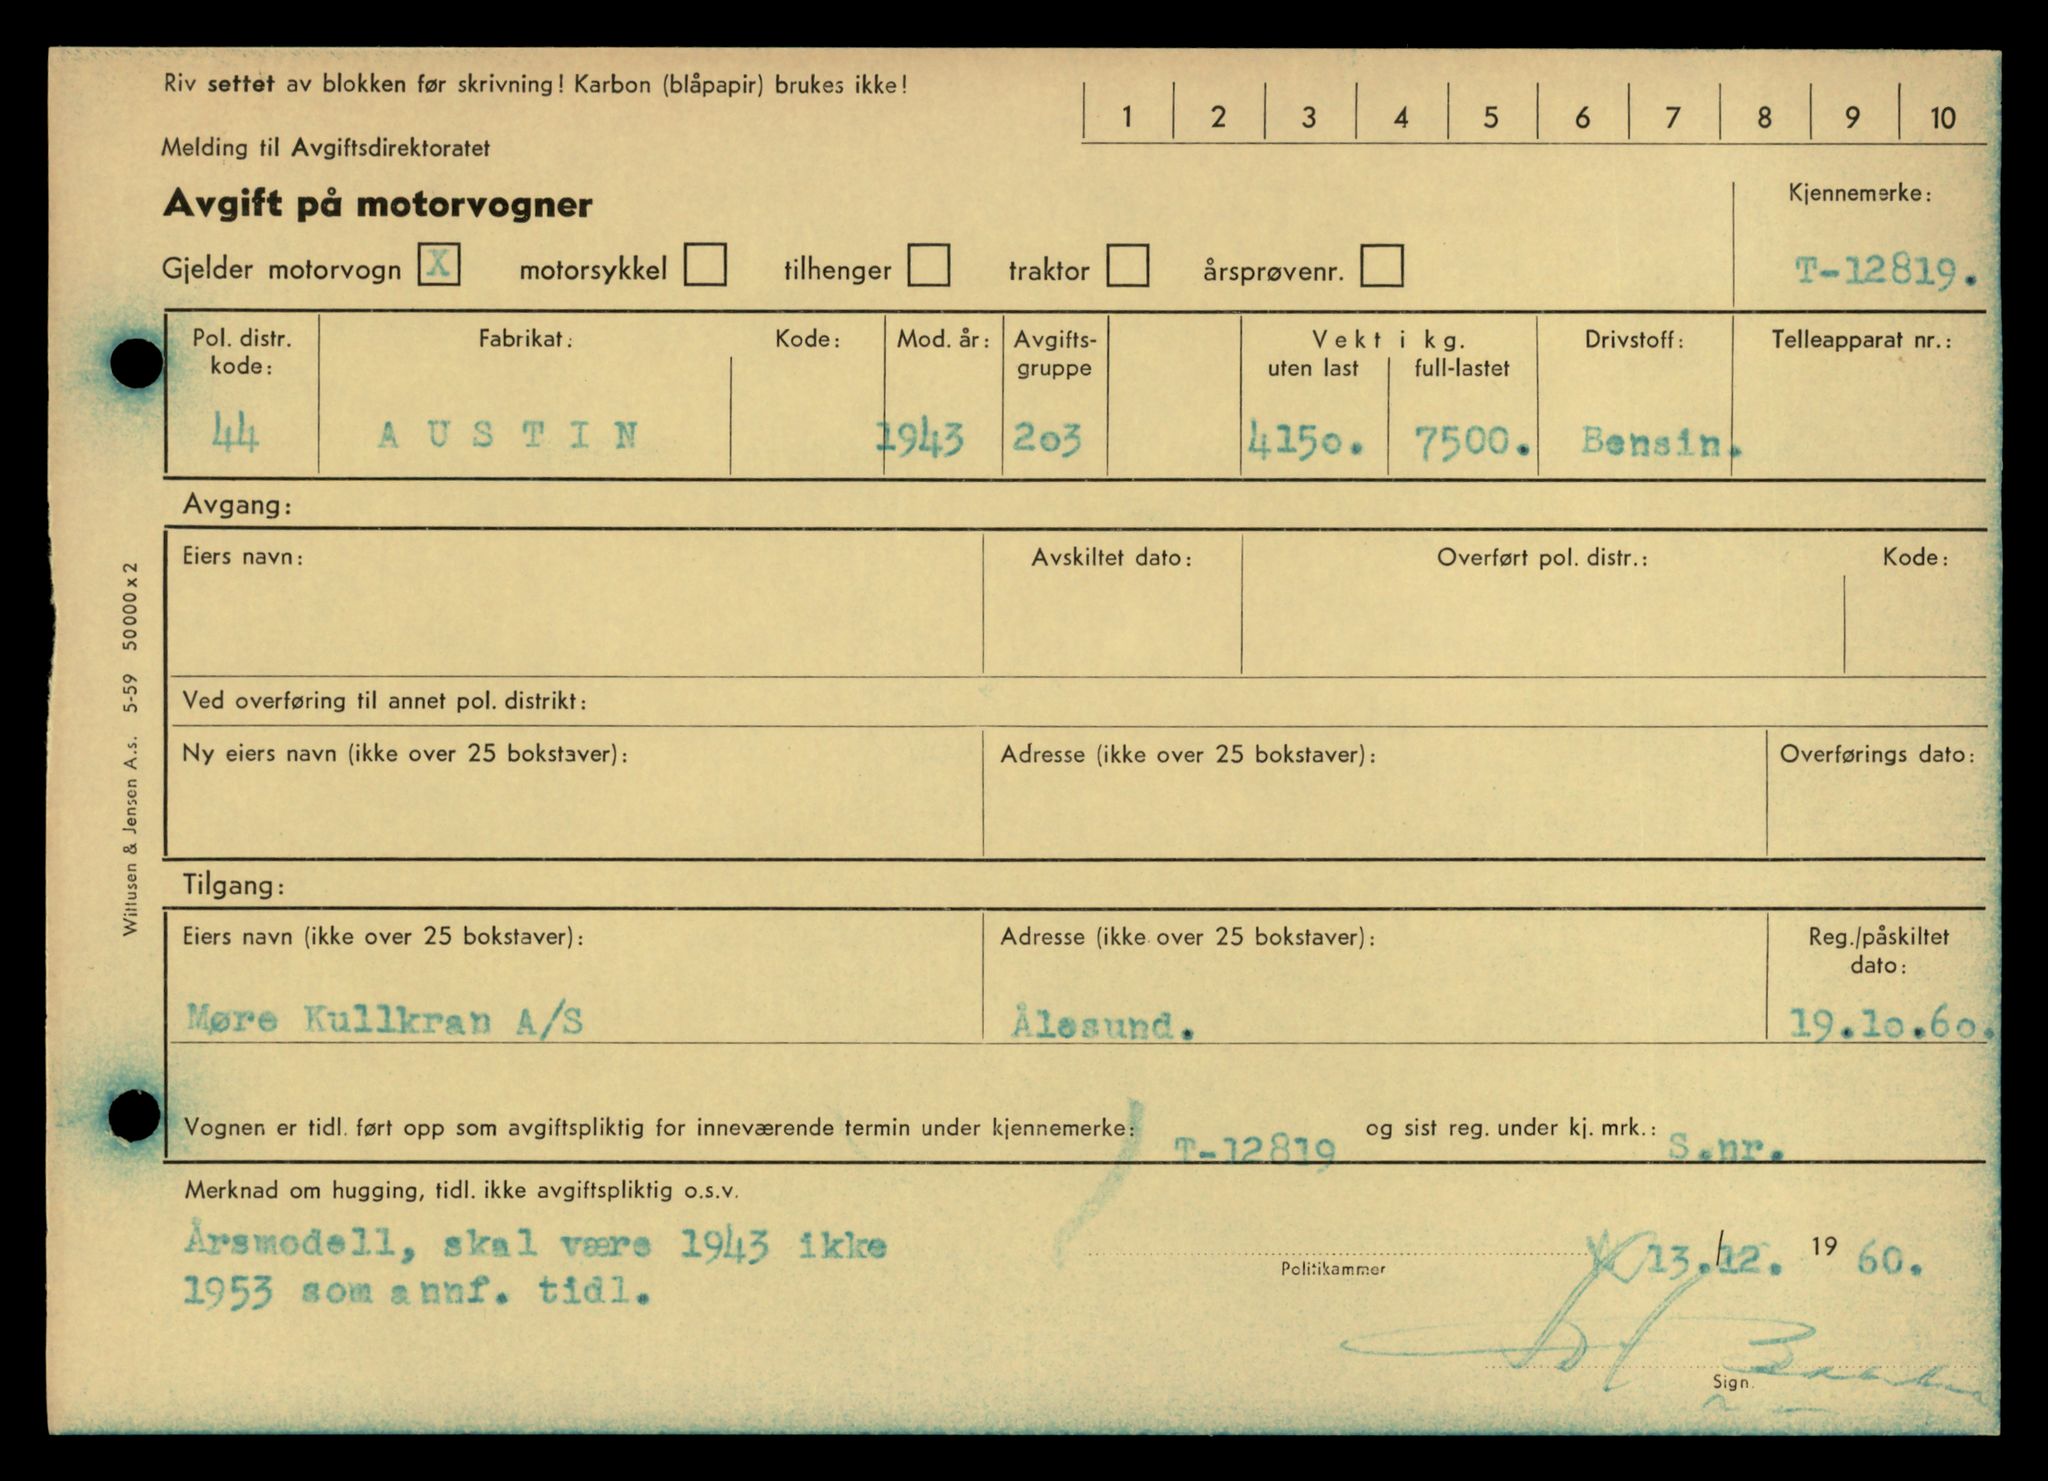 Riv settet av blokken før skrivning! Karbon (blåpapir) brukes ikke!
1 2 3 4 5 6 7 8 9 10
Melding til Avgiftsdirektoratet
Avgift på motorvogner
Kjennemerke:
Gjelder motorvogn X motorsykkel tilhenger traktor årsprøvenr.
T-12819.
Pol. distr. kode: Fabrikat: Kode: Mod. år: Avgifts-gruppe Vekt i kg. uten last full-lastet Drivstoff: Telleapparat nr.:
44 AUSTIN 1943 2o3 415o. 7500. Bensin.
Avgang:
Eiers navn: Avskiltet dato: Overført pol. distr.: Kode:
Ved overføring til annet pol. distrikt:
Ny eiers navn (ikke over 25 bokstaver): Adresse (ikke over 25 bokstaver): Overførings dato:
Tilgang:
Eiers navn (ikke over 25 bokstaver): Adresse (ikke over 25 bokstaver): Reg./påskiltet dato:
Møre Kullkran A/S Ålesund. 19.1o.6o.
Vognen er tidl. ført opp som avgiftspliktig for inneværende termin under kjennemerke: T-12819 og sist reg. under kj. mrk.: S.nr.
Merknad om hugging, tidl. ikke avgiftspliktig o.s.v.
Årsmodell, skal være 1943 ikke
1953 som annf. tidl.
13./12. 19 60.
Politikammer
Sign.
Wittusen & Jensen A.s. 5-59 50000 x 2